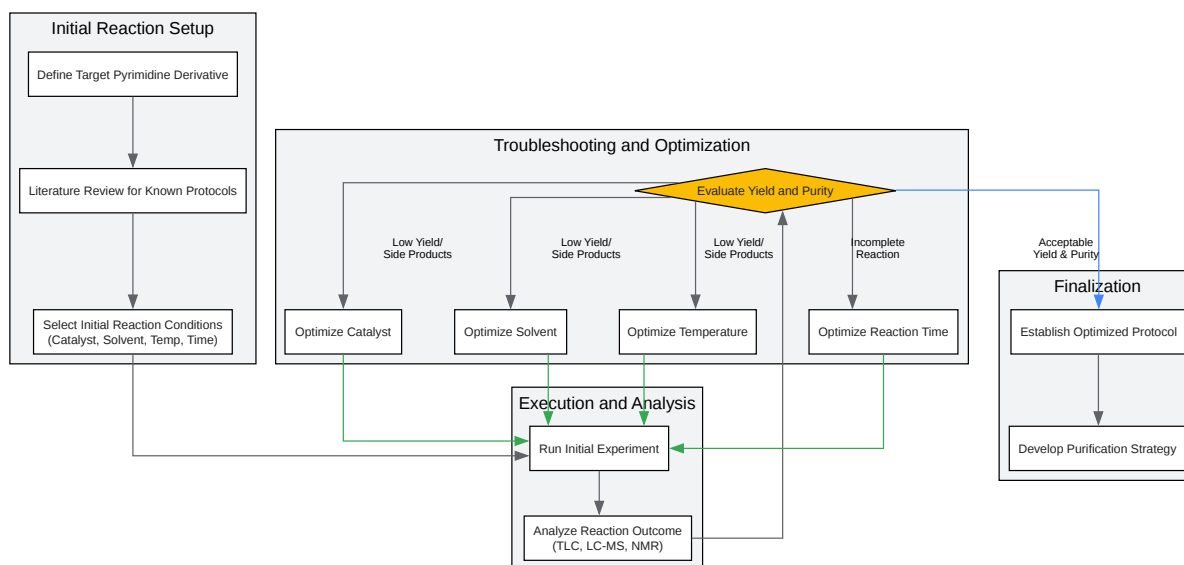 Initial Reaction Setup
Define Target Pyrimidine Derivative
Literature Review for Known Protocols
Select Initial Reaction Conditions
(Catalyst, Solvent, Temp, Time)
Troubleshooting and Optimization
Evaluate Yield and Purity
Low Yield/
Side Products
Low Yield/
Side Products
Low Yield/
Side Products
Incomplete
Reaction
Acceptable
Yield & Purity
Optimize Catalyst
Optimize Solvent
Optimize Temperature
Optimize Reaction Time
Execution and Analysis
Run Initial Experiment
Analyze Reaction Outcome
(TLC, LC-MS, NMR)
Finalization
Establish Optimized Protocol
Develop Purification Strategy